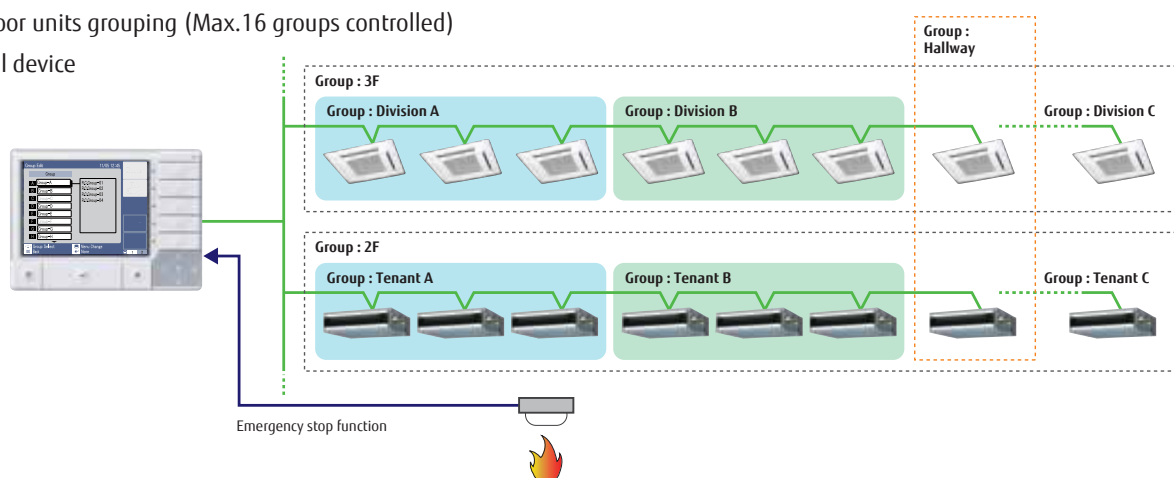 oor units grouping (Max.16 groups controlled)
l device
Group :
Hallway
Group : 3F
Group : Division A
Group : Division B
Group : Division C
Group : 2F
Group : Tenant A
Group : Tenant B
Group : Tenant C
Emergency stop function